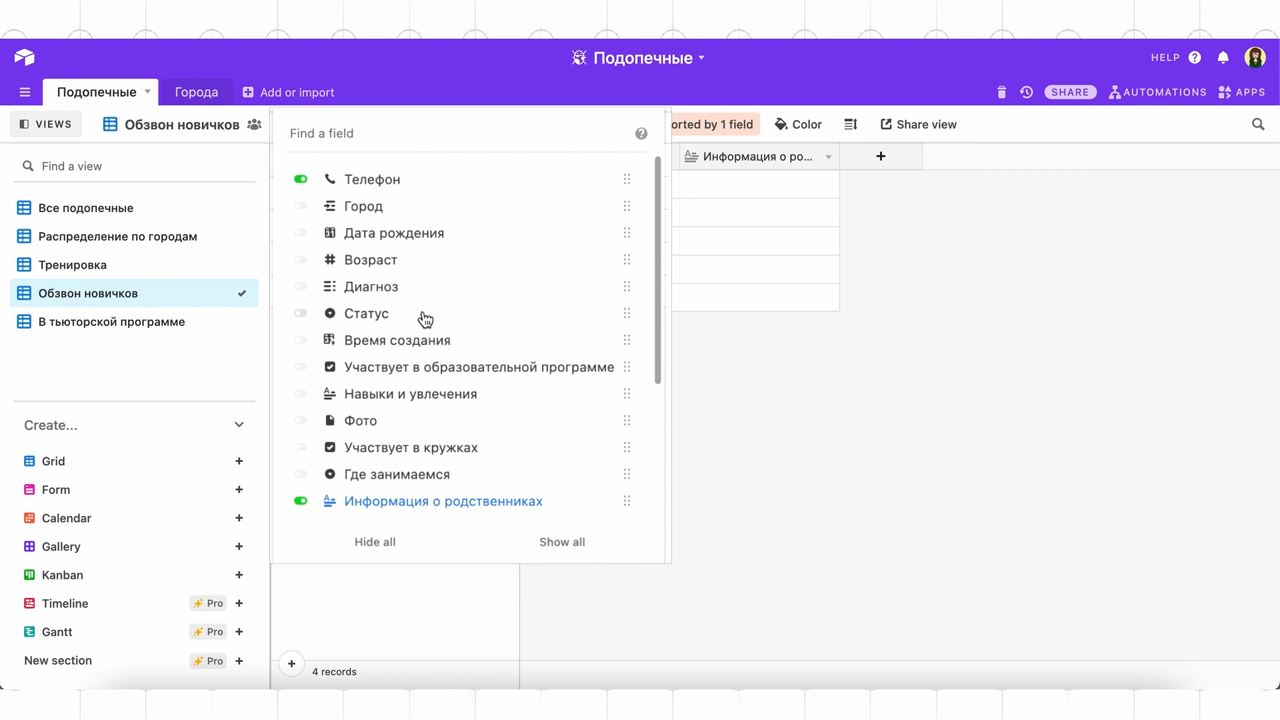 Подопечные
HELP
Подопечные
Города
Add or import
SHARE
AUTOMATIONS
APPS
VIEWS
Обзвон новичков
orted by 1 field
Color
Share view
Find a view
Все подопечные
Распределение по городам
Тренировка
Обзвон новичков
В тьюторской программе
Create...
Grid
Form
Calendar
Gallery
Kanban
Timeline Pro
Gantt Pro
New section Pro
Find a field
Телефон
Город
Дата рождения
Возраст
Диагноз
Статус
Время создания
Участвует в образовательной программе
Навыки и увлечения
Фото
Участвует в кружках
Где занимаемся
Информация о родственниках
Hide all
Show all
Информация о ро...
4 records